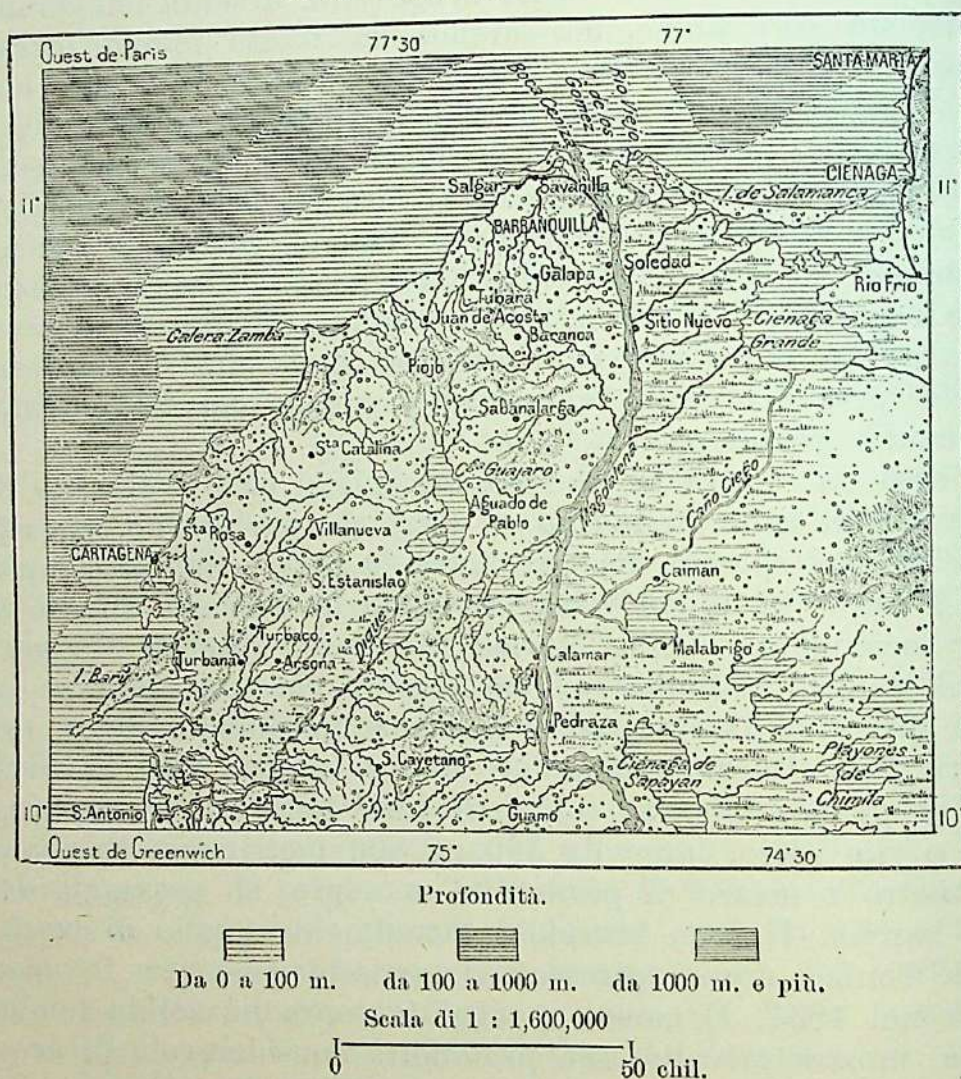 Ouest de Paris
77°30
77°
SANTA MARTA
Boca Ceniza
I. de los Gomez
Rio Viejo
CIÉNAGA
11°
11°
Salgar
Savanilla
I. de Salamanca
BARRANQUILLA
Soledad
Galapa
Rio Frio
Tubará
Juan de Acosta
Sitio Nuevo
Ciénaga Grande
Galera Zamba
Baranoa
Piojo
Sabanalarga
Sta Catalina
Cga Guajaro
Magdalena
Caño Ciego
Aguado de Pablo
Sta Rosa
Villanueva
CARTAGENA
S. Estanislao
Caiman
Turbaco
Dique
Calamar
Malabrigo
Turbana
Arsona
I. Barú
Pedraza
S. Cayetano
Ciénaga de Sapayan
Playones de Chimila
10°
S. Antonio
Guamo
10°
Ouest de Greenwich
75°
74°30
Profondità.
Da 0 a 100 m. da 100 a 1000 m. da 1000 m. e più.
Scala di 1 : 1,600,000
0 50 chil.